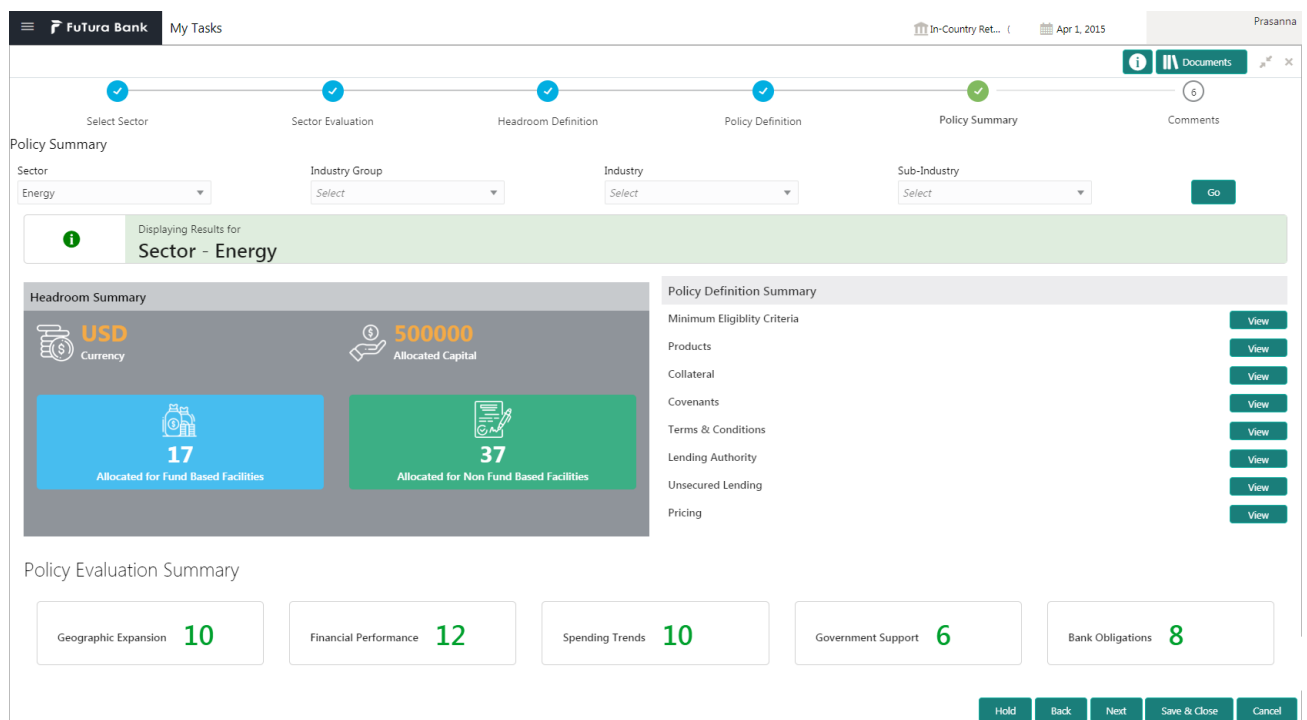 FuTura Bank My Tasks In-Country Ret... ( Apr 1, 2015 Prasanna
i Documents
6
Select Sector Sector Evaluation Headroom Definition Policy Definition Policy Summary Comments
Policy Summary
Sector Industry Group Industry Sub-Industry
Energy Select Select Select Go
Displaying Results for
Sector - Energy
Headroom Summary
USD
Currency
500000
Allocated Capital
17
Allocated for Fund Based Facilities
37
Allocated for Non Fund Based Facilities
Policy Definition Summary
Minimum Eligiblity Criteria View
Products View
Collateral View
Covenants View
Terms & Conditions View
Lending Authority View
Unsecured Lending View
Pricing View
Policy Evaluation Summary
Geographic Expansion 10 Financial Performance 12 Spending Trends 10 Government Support 6 Bank Obligations 8
Hold Back Next Save & Close Cancel